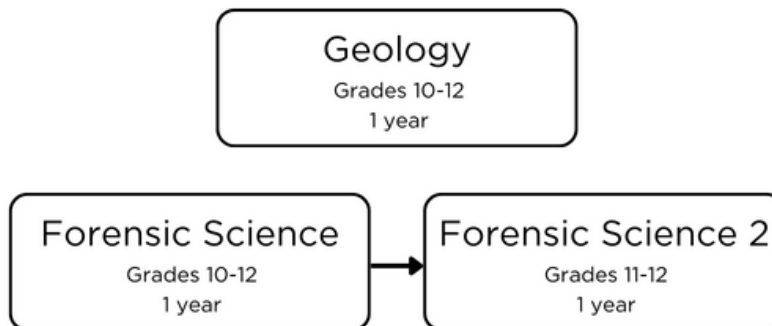 Geology
Grades 10-12
1 year
Forensic Science
Grades 10-12
1 year
Forensic Science 2
Grades 11-12
1 year